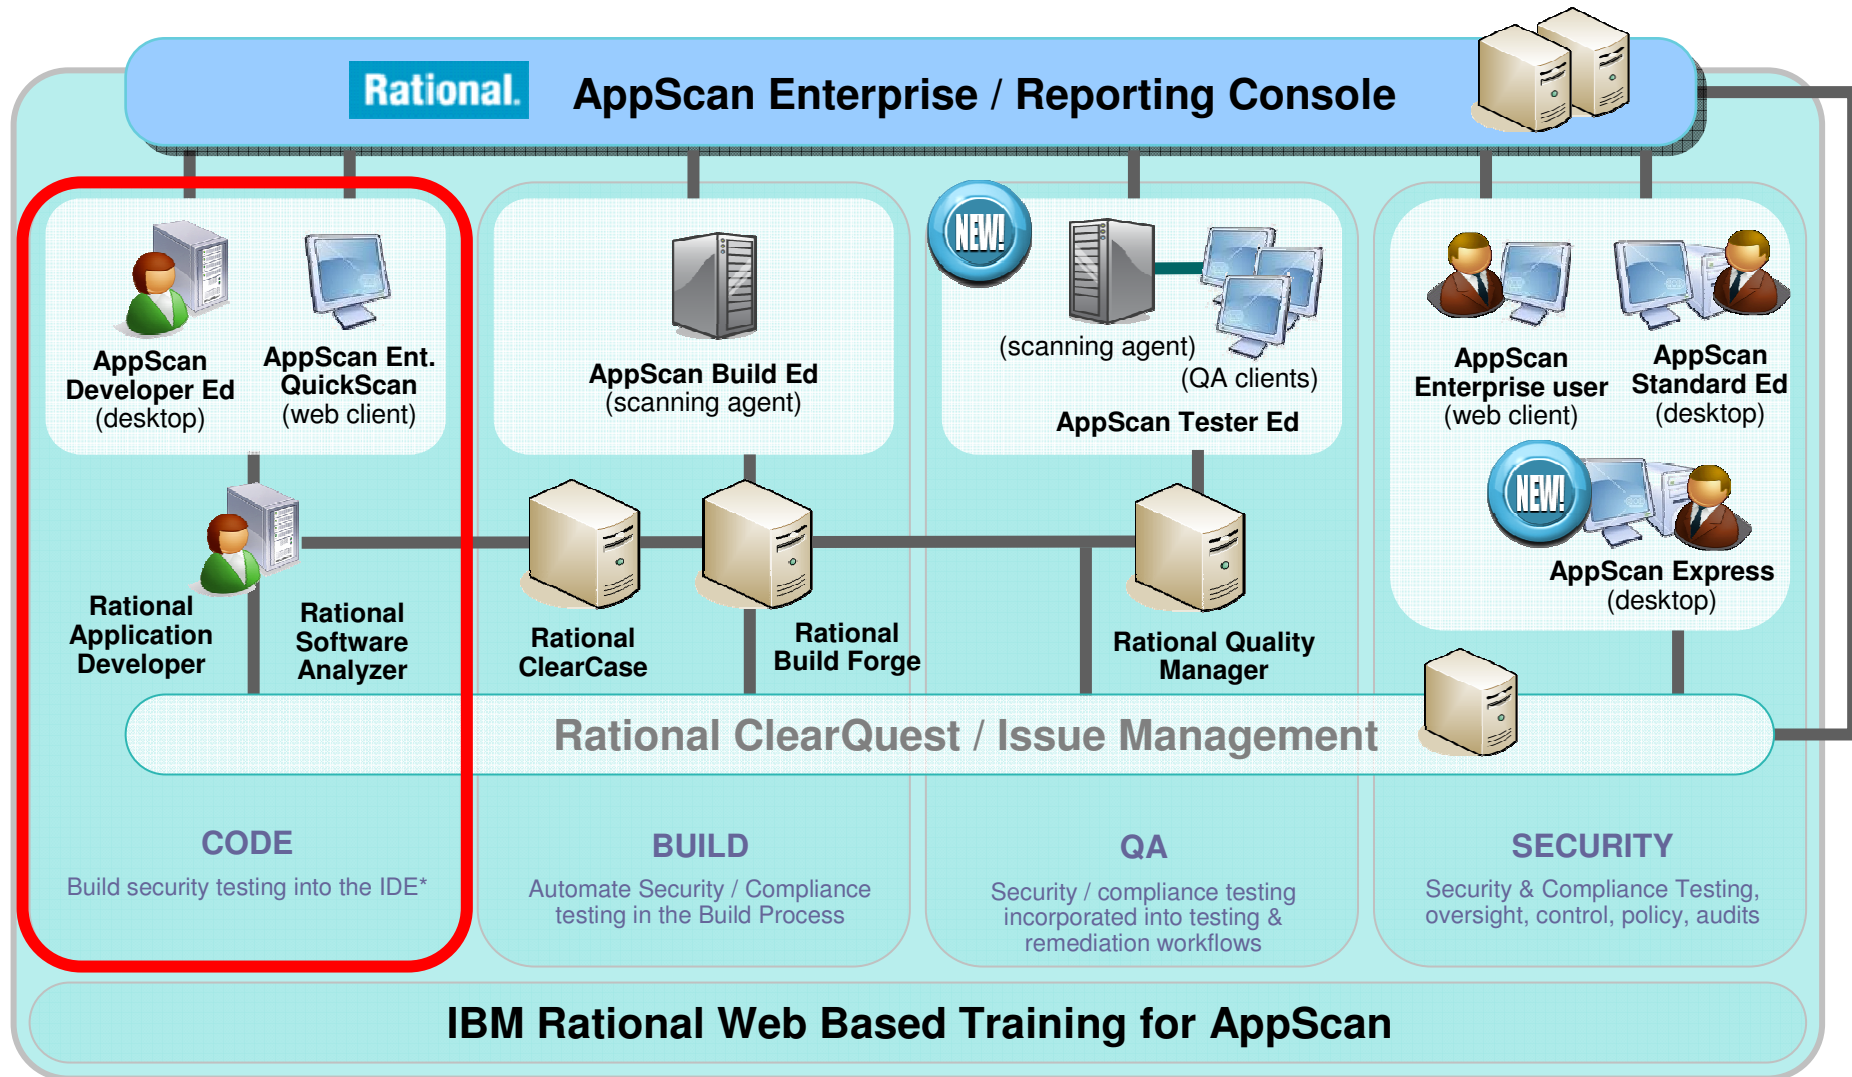 Rational.
AppScan Enterprise / Reporting Console
AppScan
Developer Ed
(desktop)
AppScan Ent.
QuickScan
(web client)
Rational
Application
Developer
Rational
Software
Analyzer
AppScan Build Ed
(scanning agent)
Rational
ClearCase
Rational
Build Forge
NEW!
(scanning agent)
(QA clients)
AppScan Tester Ed
Rational Quality
Manager
AppScan
Enterprise user
(web client)
AppScan
Standard Ed
(desktop)
NEW!
AppScan Express
(desktop)
Rational ClearQuest / Issue Management
CODE
Build security testing into the IDE*
BUILD
Automate Security / Compliance
testing in the Build Process
QA
Security / compliance testing
incorporated into testing &
remediation workflows
SECURITY
Security & Compliance Testing,
oversight, control, policy, audits
IBM Rational Web Based Training for AppScan